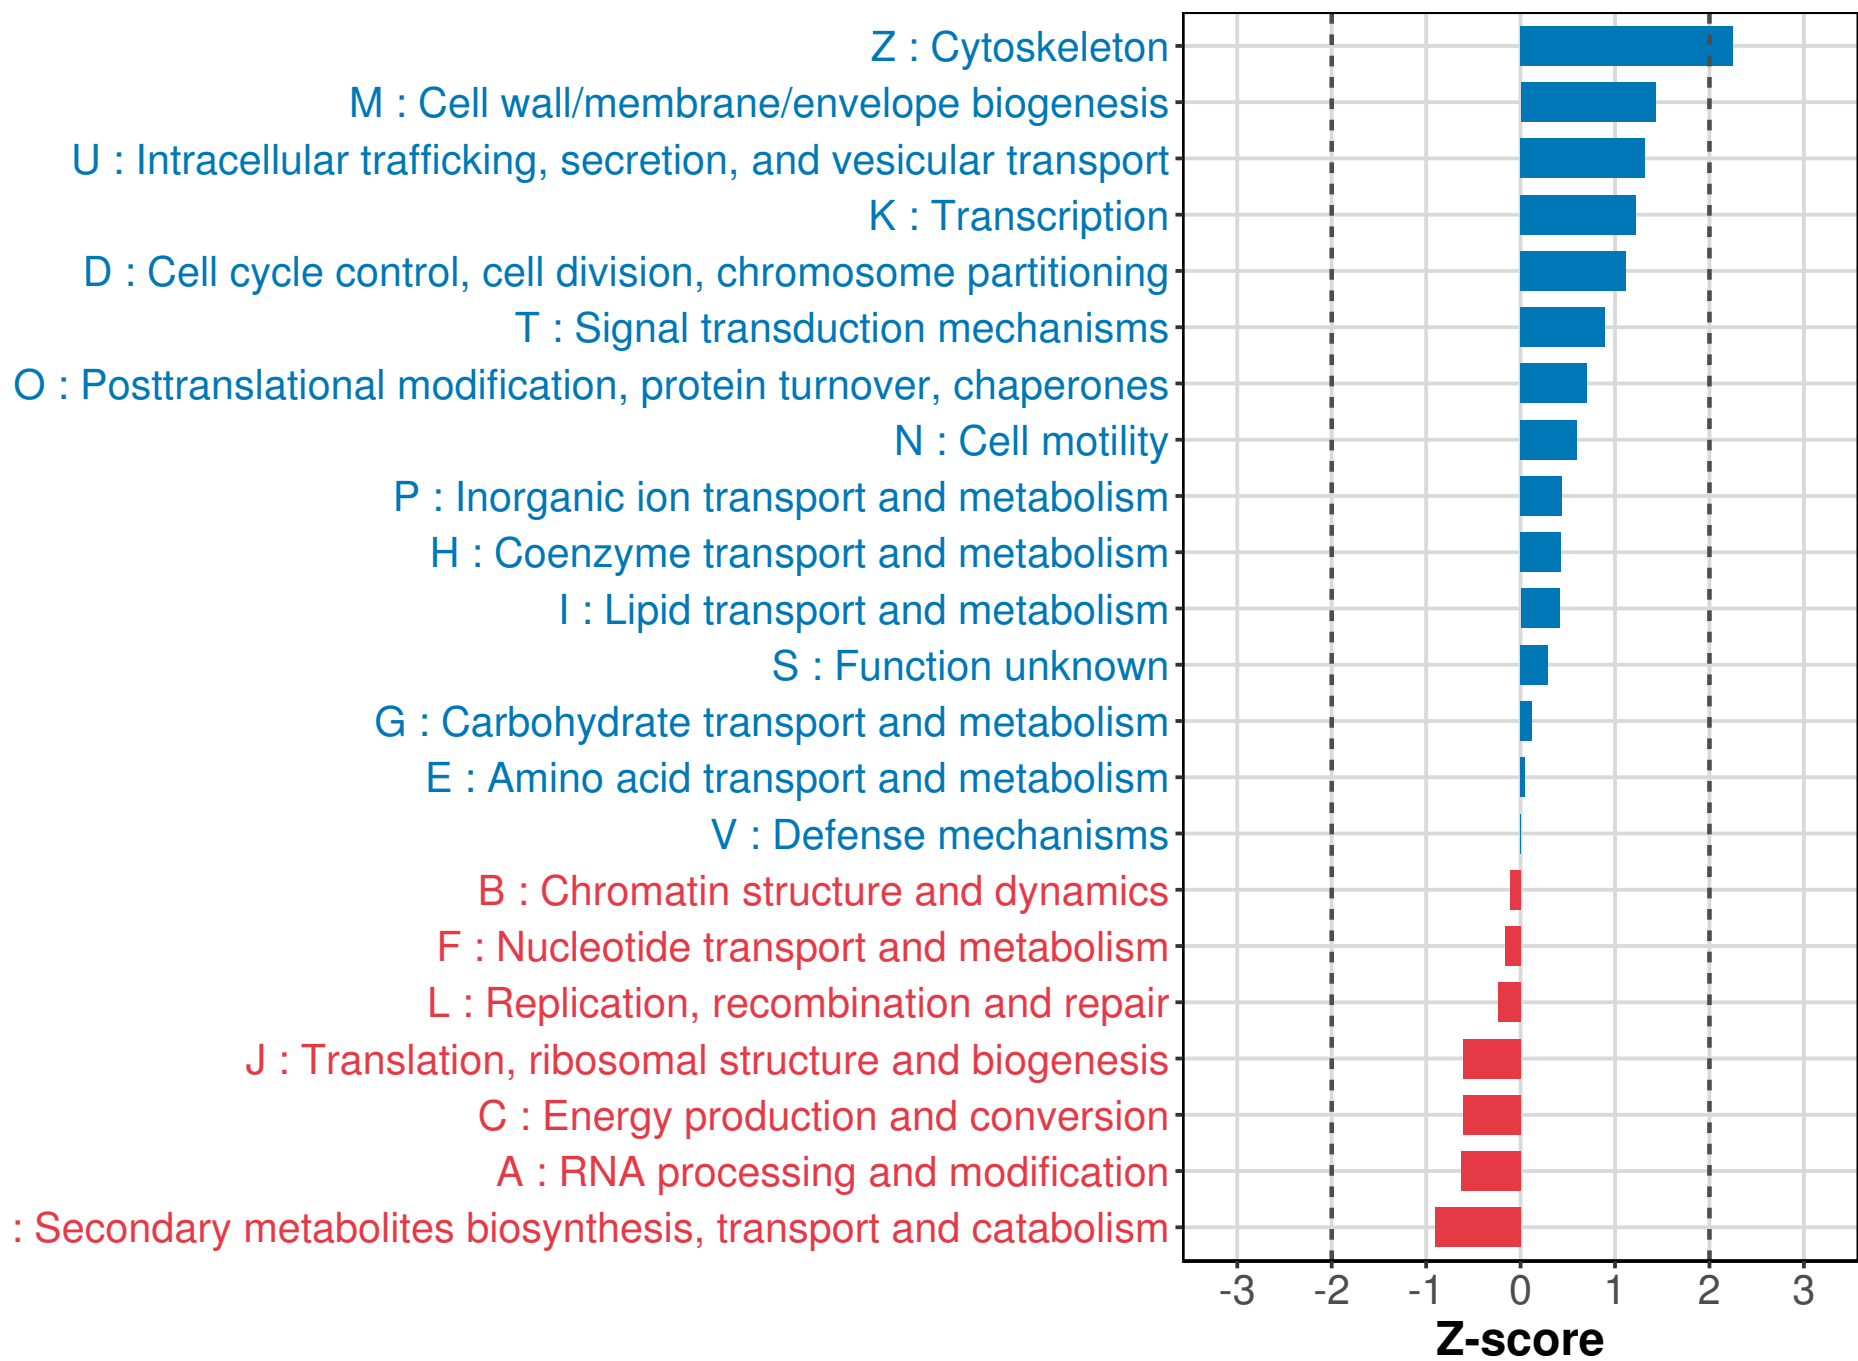 Z : Cytoskeleton
M : Cell wall/membrane/envelope biogenesis
U : Intracellular trafficking, secretion, and vesicular transport
K : Transcription
D : Cell cycle control, cell division, chromosome partitioning
T : Signal transduction mechanisms
O : Posttranslational modification, protein turnover, chaperones
N : Cell motility
P : Inorganic ion transport and metabolism
H : Coenzyme transport and metabolism
I : Lipid transport and metabolism
S : Function unknown
G : Carbohydrate transport and metabolism
E : Amino acid transport and metabolism
V : Defense mechanisms
B : Chromatin structure and dynamics
F : Nucleotide transport and metabolism
L : Replication, recombination and repair
J : Translation, ribosomal structure and biogenesis
C : Energy production and conversion
A : RNA processing and modification
: Secondary metabolites biosynthesis, transport and catabolism
-3 -2 -1 0 1 2 3
Z-score